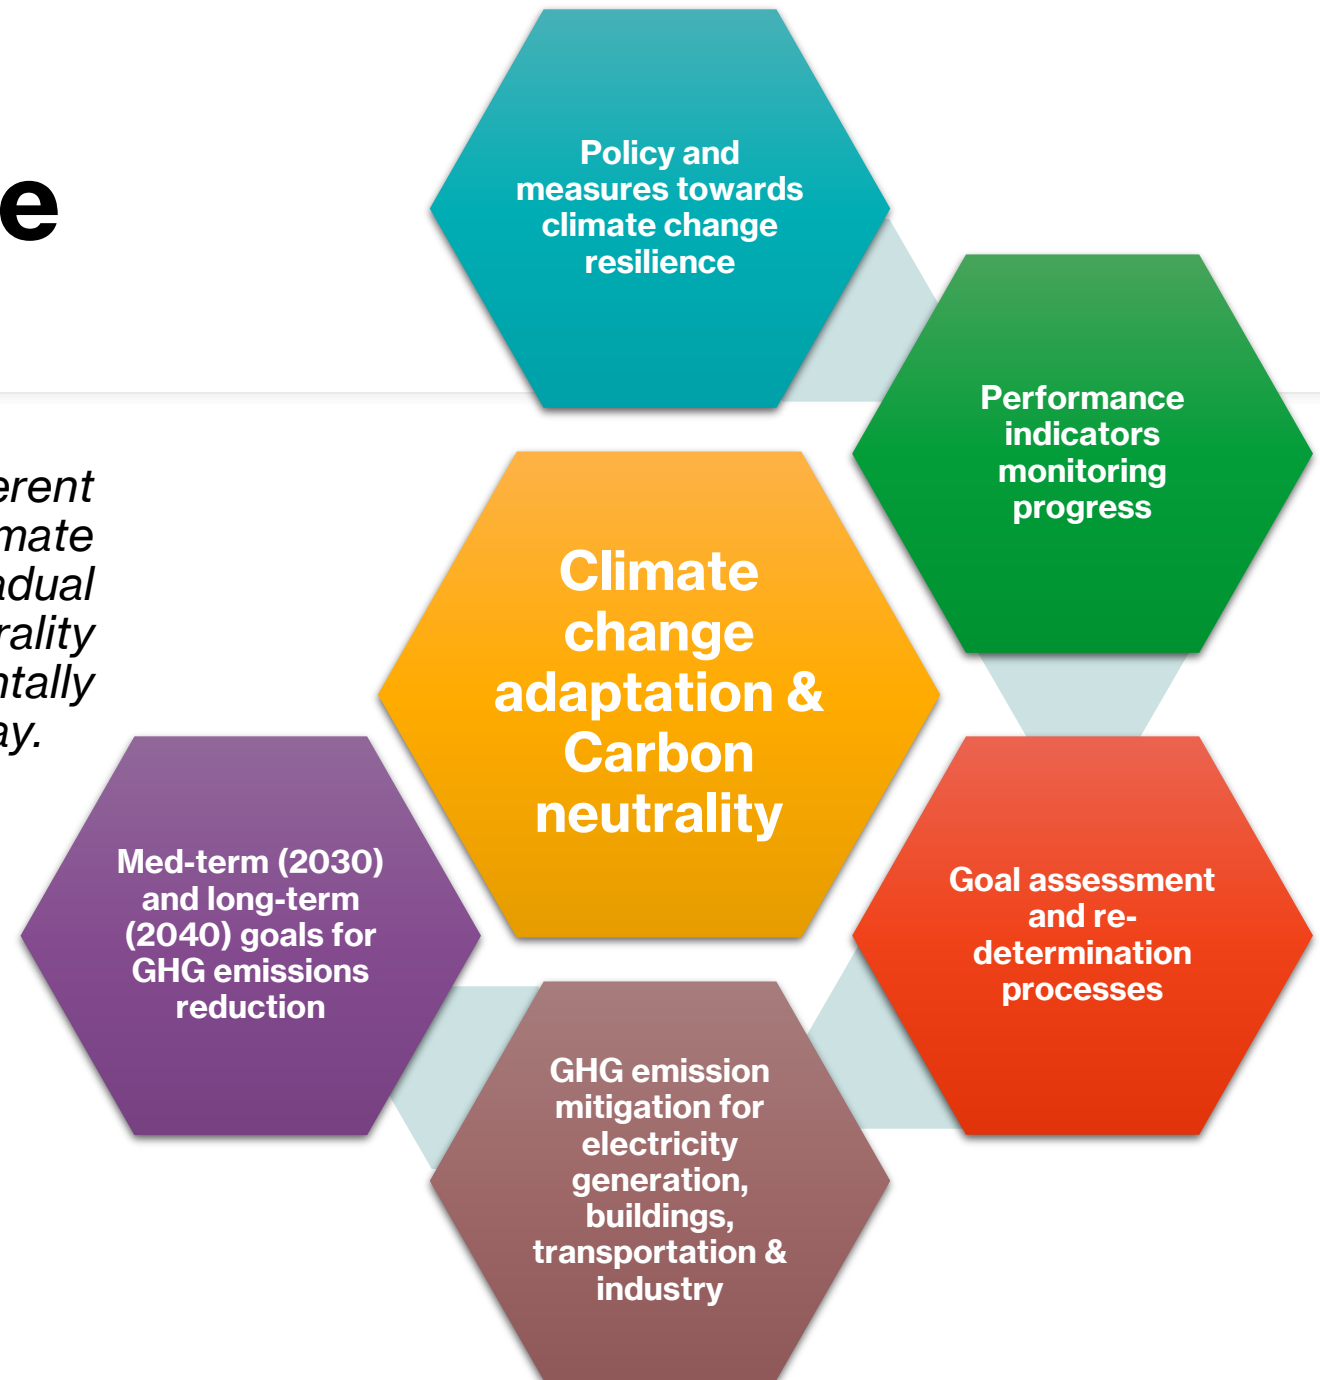 e
erent
mate
adual
rality
ntally
ay.
Policy and
measures towards
climate change
resilience
Performance
indicators
monitoring
progress
Climate
change
adaptation &
Carbon
neutrality
Goal assessment
and re-
determination
processes
GHG emission
mitigation for
electricity
generation,
buildings,
transportation &
industry
Med-term (2030)
and long-term
(2040) goals for
GHG emissions
reduction